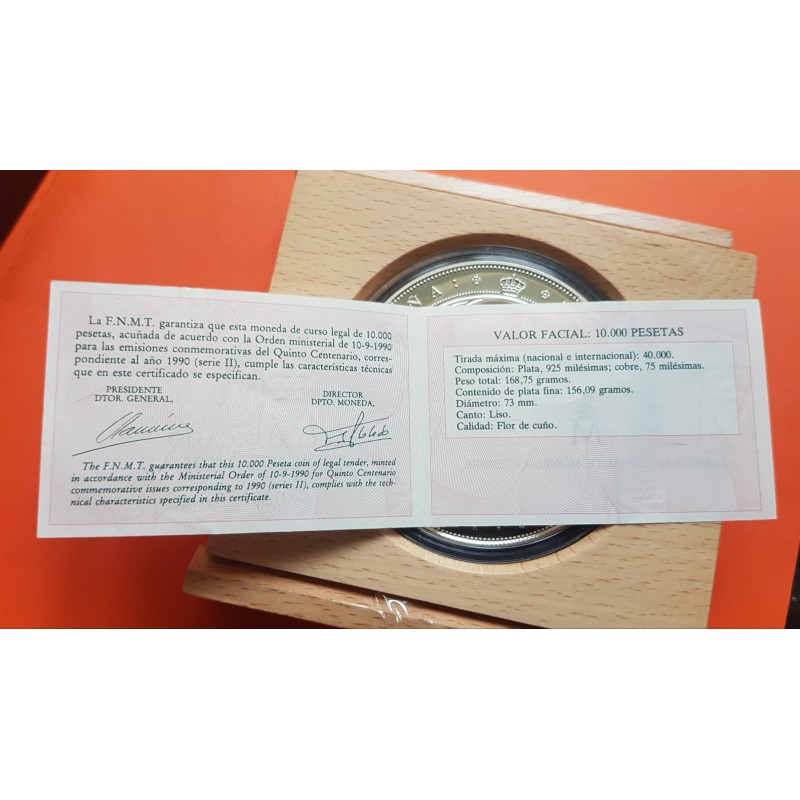 VAI
La F.N.M.T. garantiza que esta moneda de curso legal de 10.000
pesetas, acuñada de acuerdo con la Orden ministerial de 10-9-1990
para las emisiones conmemorativas del Quinto Centenario, corres-
pondiente al año 1990 (serie II), cumple las características técnicas
que en este certificado se especifican.
PRESIDENTE
DTOR. GENERAL,
DIRECTOR
DPTO. MONEDA,
The F.N.M.T. guarantees that this 10.000 Peseta coin of legal tender, minted
in accordance with the Ministerial Order of 10-9-1990 for Quinto Centenario
commemorative issues corresponding to 1990 (series II), complies with the tech-
nical characteristics specified in this certificate.
VALOR FACIAL: 10.000 PESETAS
Tirada máxima (nacional e internacional): 40.000.
Composición: Plata, 925 milésimas; cobre, 75 milésimas.
Peso total: 168,75 gramos.
Contenido de plata fina: 156,09 gramos.
Diámetro: 73 mm.
Canto: Liso.
Calidad: Flor de cuño.